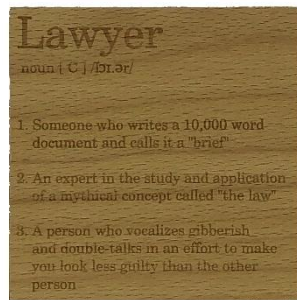 Lawyer
noun [ C ] /lɔɪ.ər/
1. Someone who writes a 10,000 word
document and calls it a "brief"
2. An expert in the study and application
of a mythical concept called "the law"
3. A person who vocalizes gibberish
and double-talks in an effort to make
you look less guilty than the other
person